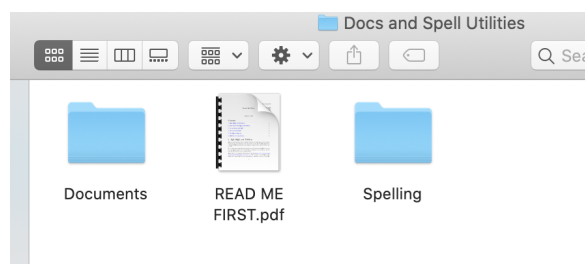 Docs and Spell Utilities
Sea
Documents
READ ME
FIRST.pdf
Spelling